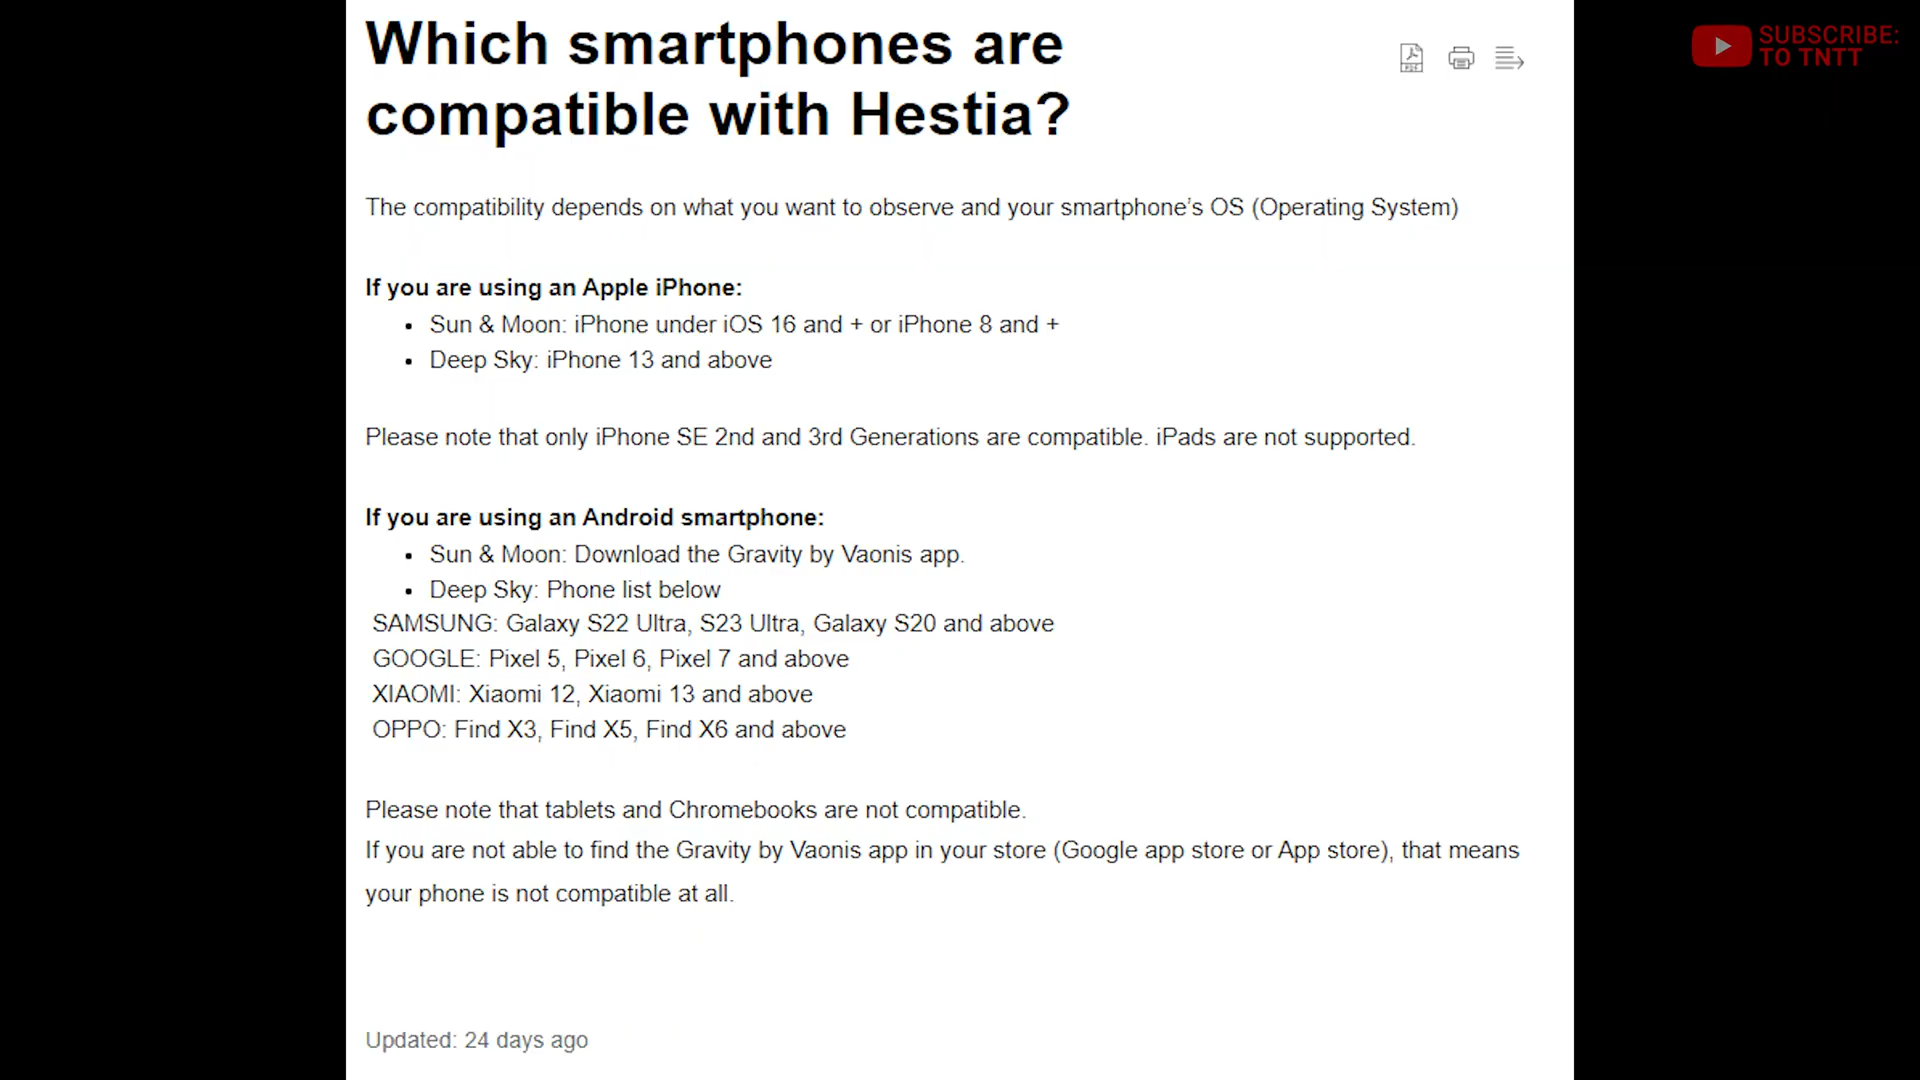 Which smartphones are
compatible with Hestia?
PDF
SUBSCRIBE:
TO TNTT
The compatibility depends on what you want to observe and your smartphone's OS (Operating System)
If you are using an Apple iPhone:
• Sun & Moon: iPhone under iOS 16 and + or iPhone 8 and +
• Deep Sky: iPhone 13 and above
Please note that only iPhone SE 2nd and 3rd Generations are compatible. iPads are not supported.
If you are using an Android smartphone:
• Sun & Moon: Download the Gravity by Vaonis app.
• Deep Sky: Phone list below
SAMSUNG: Galaxy S22 Ultra, S23 Ultra, Galaxy S20 and above
GOOGLE: Pixel 5, Pixel 6, Pixel 7 and above
XIAOMI: Xiaomi 12, Xiaomi 13 and above
OPPO: Find X3, Find X5, Find X6 and above
Please note that tablets and Chromebooks are not compatible.
If you are not able to find the Gravity by Vaonis app in your store (Google app store or App store), that means
your phone is not compatible at all.
Updated: 24 days ago